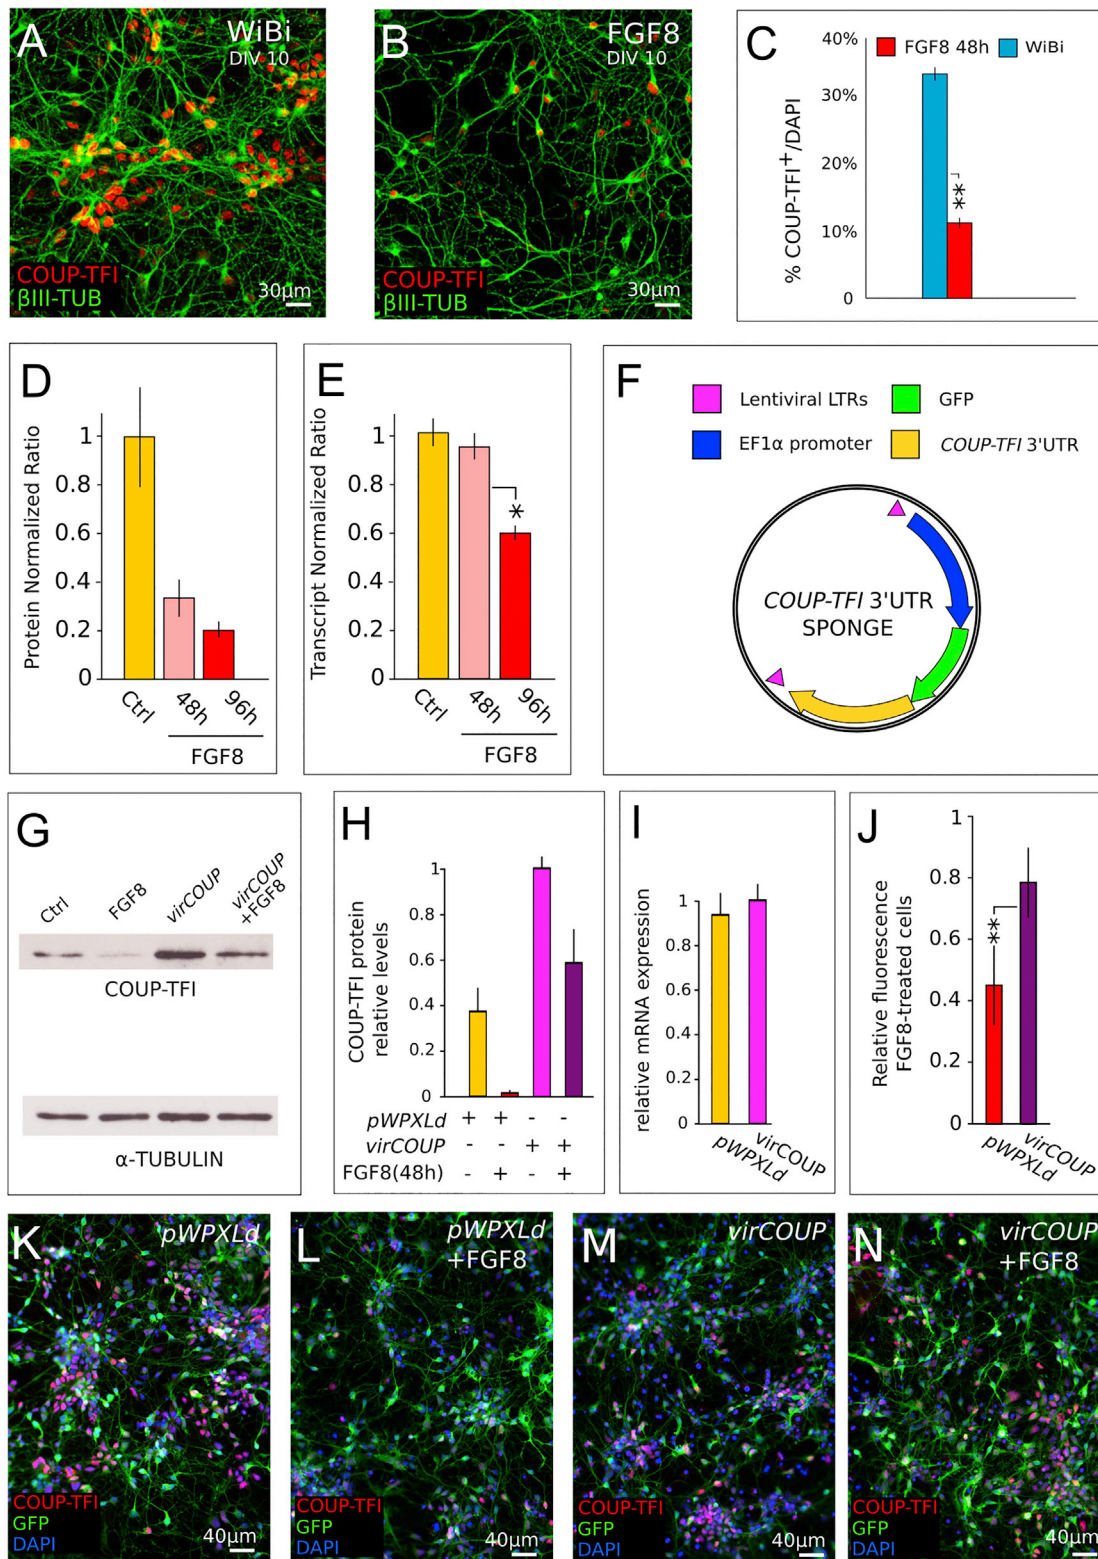 A
WiBi
DIV 10
COUP-TFI
βIII-TUB
30μm
B
FGF8
DIV 10
COUP-TFI
βIII-TUB
30μm
C
FGF8 48h
WiBi
% COUP-TFI+/DAPI
40%
30%
20%
10%
0
**
D
Protein Normalized Ratio
1
0.8
0.6
0.4
0.2
0
Ctrl
48h
96h
FGF8
E
Transcript Normalized Ratio
1
0.8
0.6
0.4
0.2
0
*
Ctrl
48h
96h
FGF8
F
Lentiviral LTRs
GFP
EF1α promoter
COUP-TFI 3'UTR
COUP-TFI 3'UTR
SPONGE
G
Ctrl
FGF8
virCOUP
virCOUP
+FGF8
COUP-TFI
α-TUBULIN
H
COUP-TFI protein
relative levels
1
0.8
0.6
0.4
0.2
0
pWPXLd + + - -
virCOUP - - + +
FGF8(48h) - + - +
I
relative mRNA expression
1
0.8
0.6
0.4
0.2
0
pWPXLd
virCOUP
J
Relative fluorescence
FGF8-treated cells
1
0.8
0.6
0.4
0.2
0
**
pWPXLd
virCOUP
K
pWPXLd
COUP-TFI
GFP
DAPI
40μm
L
pWPXLd
+FGF8
COUP-TFI
GFP
DAPI
40μm
M
virCOUP
COUP-TFI
GFP
DAPI
40μm
N
virCOUP
+FGF8
COUP-TFI
GFP
DAPI
40μm